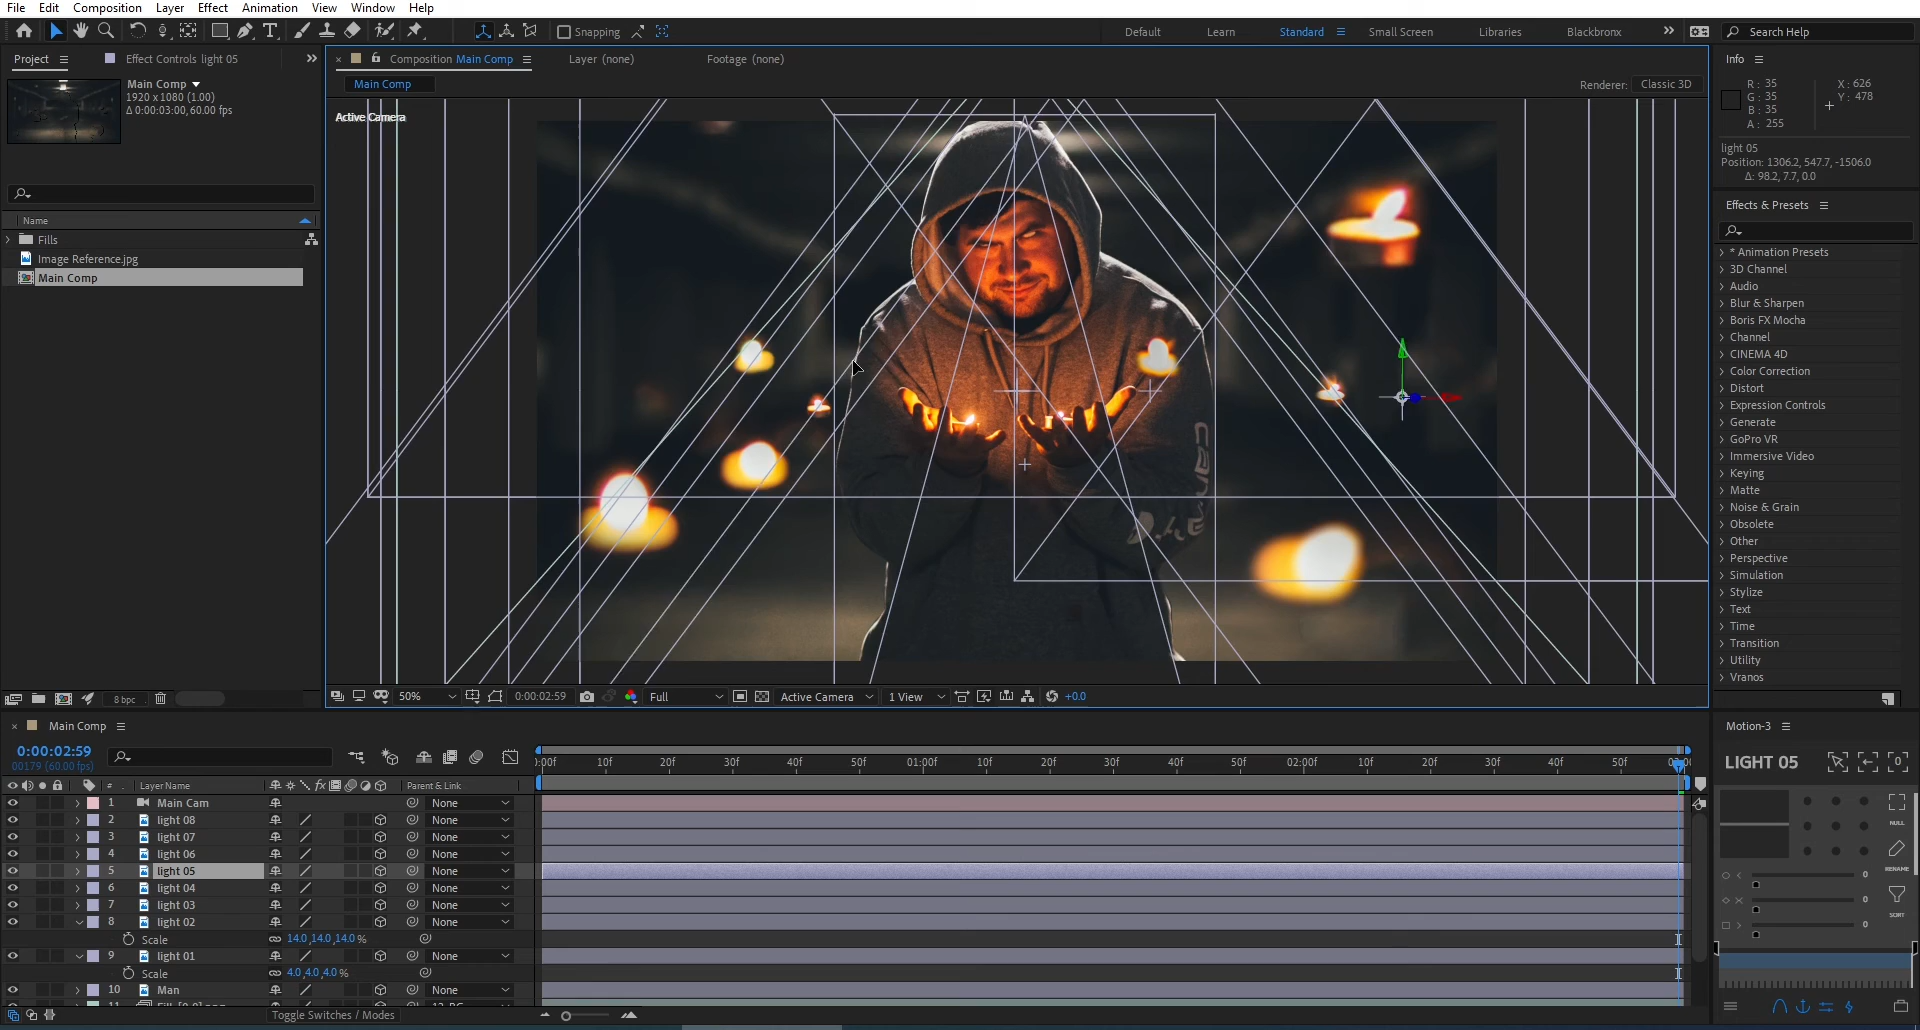 File Edit Composition Layer Effect Animation View Window Help
Snapping
Default Learn Standard Small Screen Libraries Blackbronx
Search Help
Project
Effect Controls light 05
Main Comp
1920 x 1080 (1.00)
Δ 0:00:03:00, 60.00 fps
Name
Fills
Image Reference.jpg
Main Comp
8 bpc
Composition Main Comp
Layer (none)
Footage (none)
Main Comp
Renderer: Classic 3D
Active Camera
50%
0:00:02:59
Full
Active Camera
1 View
+0.0
Info
R: 35
G: 35
B: 35
A: 255
X: 626
Y: 478
light 05
Position: 1306.2, 547.7, -1506.0
Δ: 98.2, 7.7, 0.0
Effects & Presets
* Animation Presets
3D Channel
Audio
Blur & Sharpen
Boris FX Mocha
Channel
CINEMA 4D
Color Correction
Distort
Expression Controls
Generate
GoPro VR
Immersive Video
Keying
Matte
Noise & Grain
Obsolete
Other
Perspective
Simulation
Stylize
Text
Time
Transition
Utility
Vranos
Main Comp
0:00:02:59
00179 (60.00 fps)
# Layer Name
Parent & Link
:00f 10f 20f 30f 40f 50f 01:00f 10f 20f 30f 40f 50f 02:00f 10f 20f 30f 40f 50f
1 Main Cam None
2 light 08 None
3 light 07 None
4 light 06 None
5 light 05 None
6 light 04 None
7 light 03 None
8 light 02 None
Scale 14.0,14.0,14.0 %
9 light 01 None
Scale 4.0,4.0,4.0 %
10 Man None
Toggle Switches / Modes
Motion-3
LIGHT 05
NULL
RENAME
SORT
0
0
0